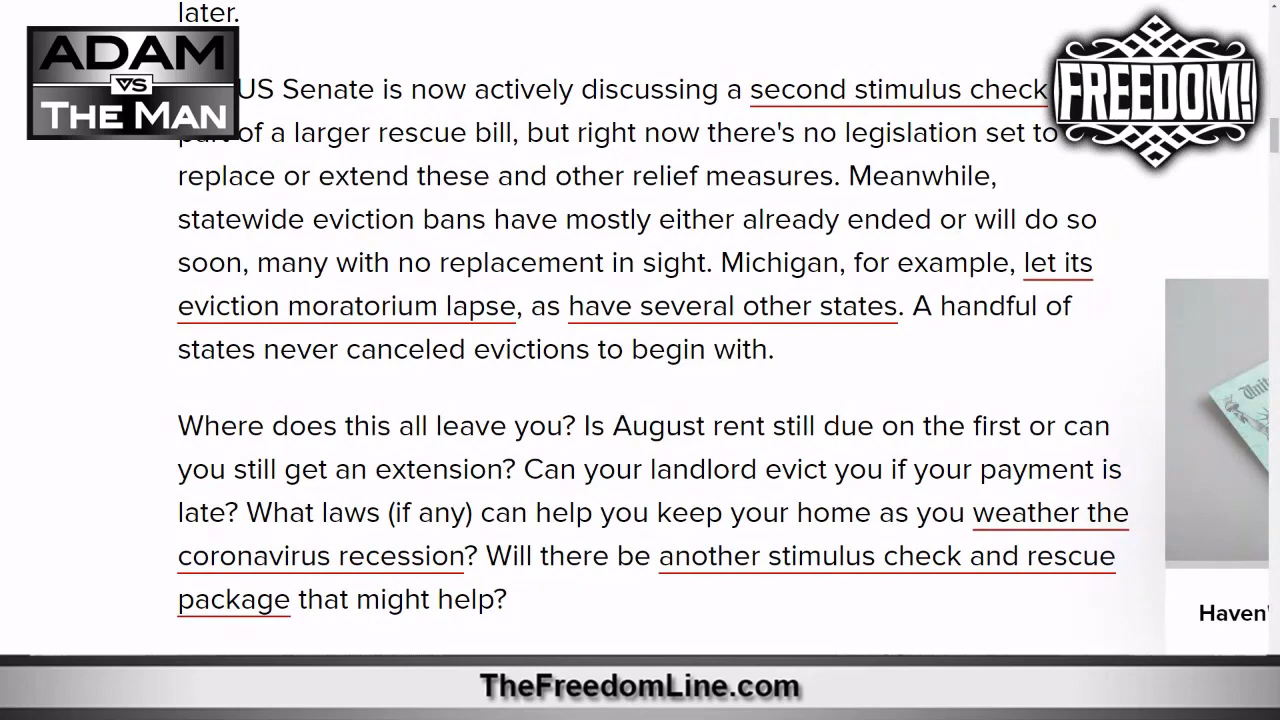 later.
ADAM
VS
THE MAN
FREEDOM!
US Senate is now actively discussing a second stimulus check
of a larger rescue bill, but right now there's no legislation set to
replace or extend these and other relief measures. Meanwhile,
statewide eviction bans have mostly either already ended or will do so
soon, many with no replacement in sight. Michigan, for example, let its
eviction moratorium lapse, as have several other states. A handful of
states never canceled evictions to begin with.
Where does this all leave you? Is August rent still due on the first or can
you still get an extension? Can your landlord evict you if your payment is
late? What laws (if any) can help you keep your home as you weather the
coronavirus recession? Will there be another stimulus check and rescue
package that might help?
Haven'
TheFreedomLine.com